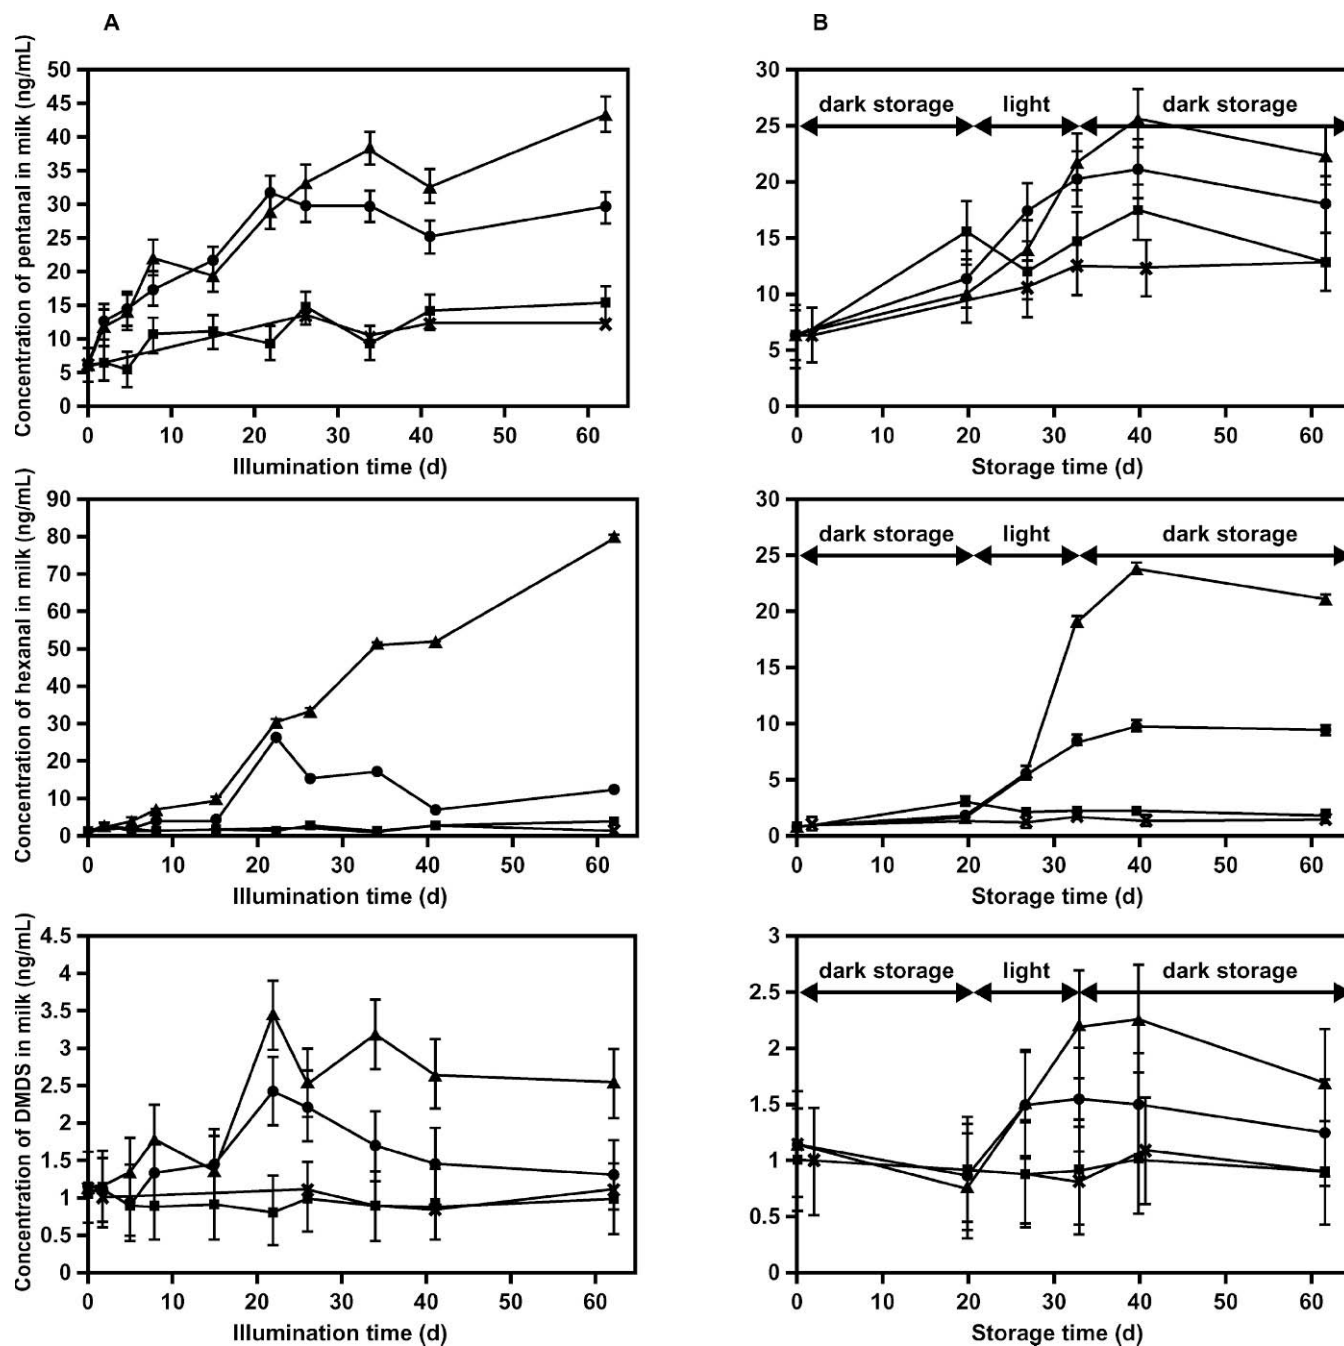 A
B
Concentration of pentanal in milk (ng/mL)
50
45
40
35
30
25
20
15
10
5
0
0 10 20 30 40 50 60
Illumination time (d)
30
25
20
15
10
5
0
dark storage light dark storage
0 10 20 30 40 50 60
Storage time (d)
Concentration of hexanal in milk (ng/mL)
90
80
70
60
50
40
30
20
10
0
0 10 20 30 40 50 60
Illumination time (d)
30
25
20
15
10
5
0
dark storage light dark storage
0 10 20 30 40 50 60
Storage time (d)
Concentration of DMDS in milk (ng/mL)
4.5
4
3.5
3
2.5
2
1.5
1
0.5
0
0 10 20 30 40 50 60
Illumination time (d)
3
2.5
2
1.5
1
0.5
0
dark storage light dark storage
0 10 20 30 40 50 60
Storage time (d)